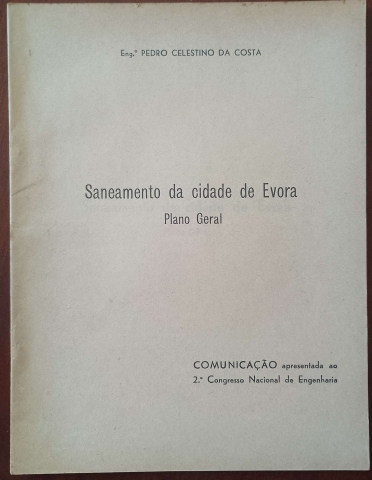 Eng.º PEDRO CELESTINO DA COSTA
Saneamento da cidade de Evora
Plano Geral
COMUNICAÇÃO apresentada ao
2.º Congresso Nacional de Engenharia